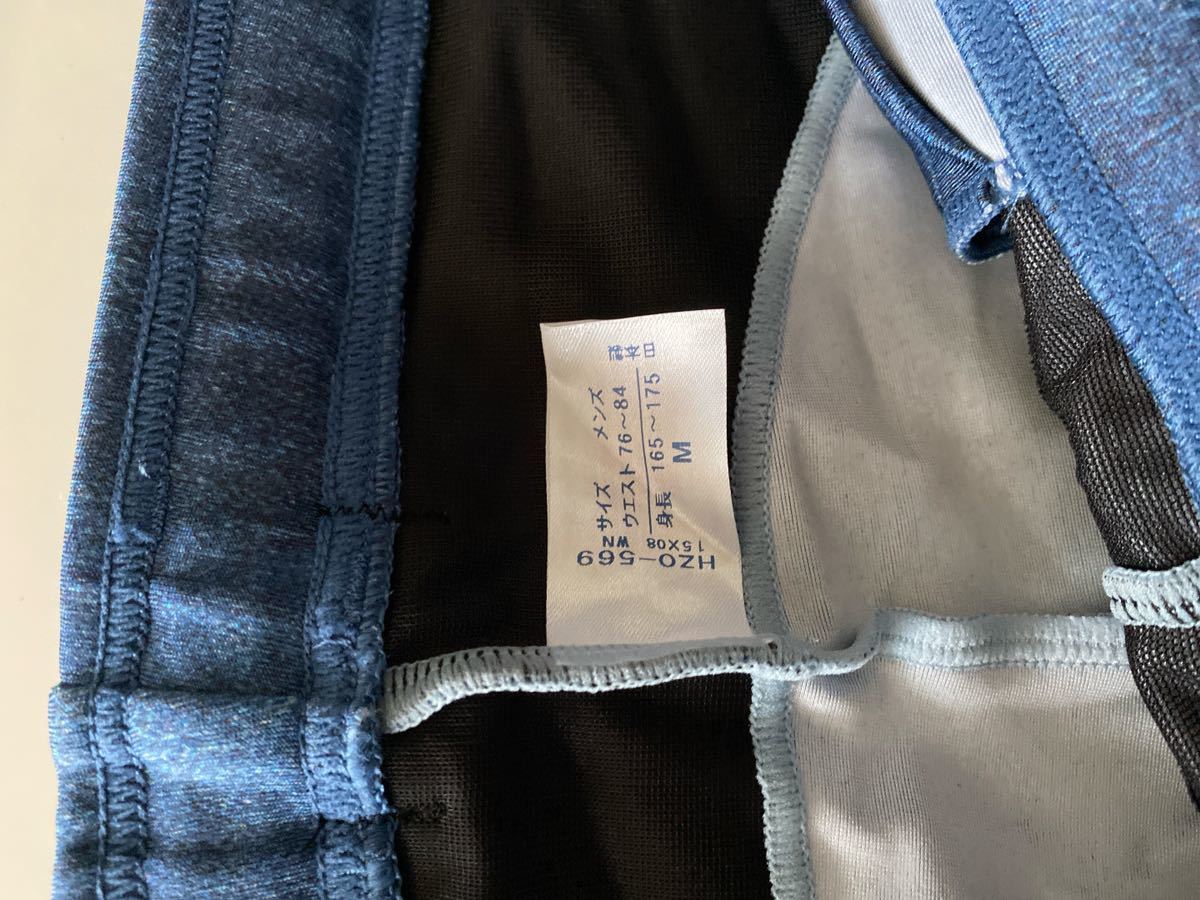 サイズ メンズ
ウエスト 76～84
身長 165～175
M
HZO-569
15X08 WN